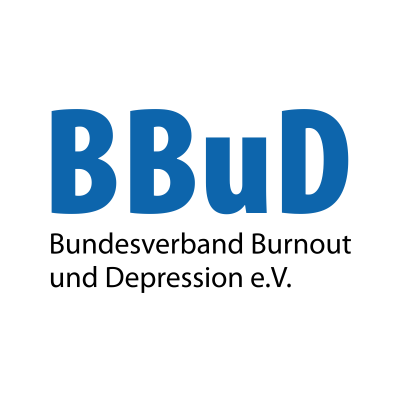 BBuD
Bundesverband Burnout
und Depression e.V.